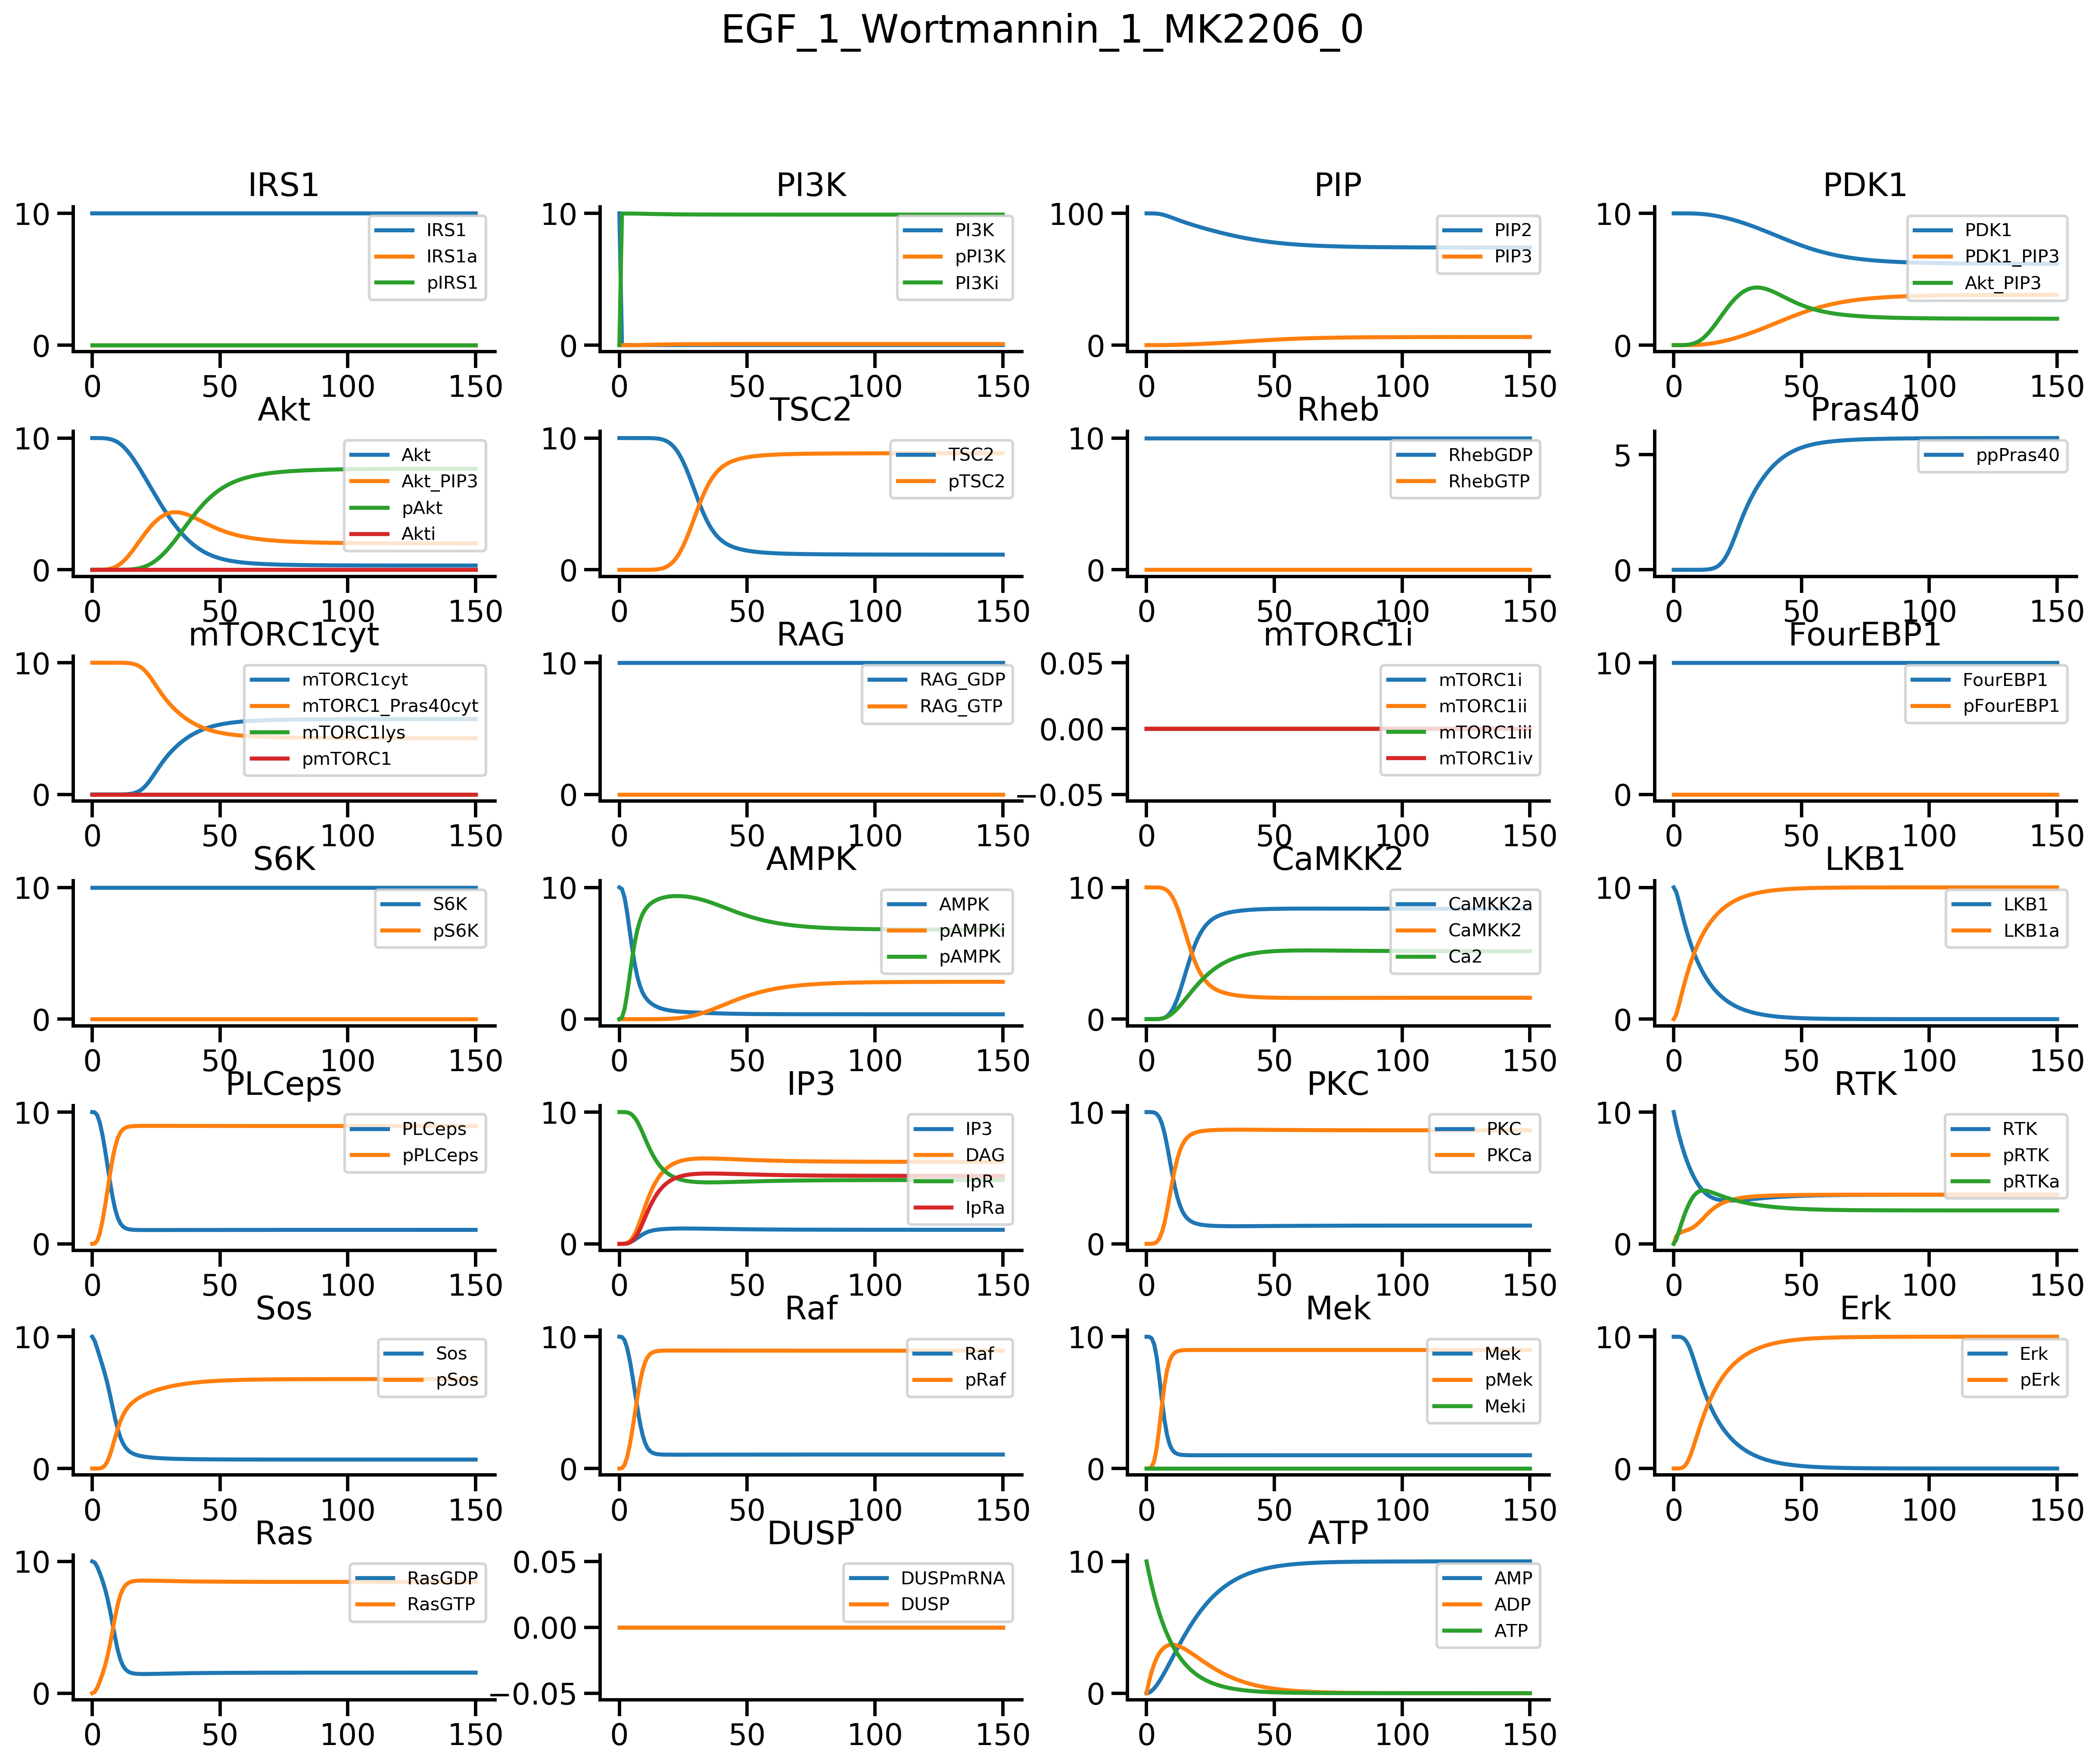 EGF_1_Wortmannin_1_MK2206_0
IRS1
10
0
0 50 100 150
IRS1
IRS1a
pIRS1
PI3K
10
0
0 50 100 150
PI3K
pPI3K
PI3Ki
PIP
100
0
0 50 100 150
PIP2
PIP3
PDK1
10
0
0 50 100 150
PDK1
PDK1_PIP3
Akt_PIP3
Akt
10
0
0 50 100 150
Akt
Akt_PIP3
pAkt
Akti
TSC2
10
0
0 50 100 150
TSC2
pTSC2
Rheb
10
0
0 50 100 150
RhebGDP
RhebGTP
Pras40
5
0
0 50 100 150
ppPras40
mTORC1cyt
10
0
0 50 100 150
mTORC1cyt
mTORC1_Pras40cyt
mTORC1lys
pmTORC1
RAG
10
0
0 50 100 150
RAG_GDP
RAG_GTP
mTORC1i
0.05
0.00
−0.05
0 50 100 150
mTORC1i
mTORC1ii
mTORC1iii
mTORC1iv
FourEBP1
10
0
0 50 100 150
FourEBP1
pFourEBP1
S6K
10
0
0 50 100 150
S6K
pS6K
AMPK
10
0
0 50 100 150
AMPK
pAMPKi
pAMPK
CaMKK2
10
0
0 50 100 150
CaMKK2a
CaMKK2
Ca2
LKB1
10
0
0 50 100 150
LKB1
LKB1a
PLCeps
10
0
0 50 100 150
PLCeps
pPLCeps
IP3
10
0
0 50 100 150
IP3
DAG
IpR
IpRa
PKC
10
0
0 50 100 150
PKC
PKCa
RTK
10
0
0 50 100 150
RTK
pRTK
pRTKa
Sos
10
0
0 50 100 150
Sos
pSos
Raf
10
0
0 50 100 150
Raf
pRaf
Mek
10
0
0 50 100 150
Mek
pMek
Meki
Erk
10
0
0 50 100 150
Erk
pErk
Ras
10
0
0 50 100 150
RasGDP
RasGTP
DUSP
0.05
0.00
−0.05
0 50 100 150
DUSPmRNA
DUSP
ATP
10
0
0 50 100 150
AMP
ADP
ATP